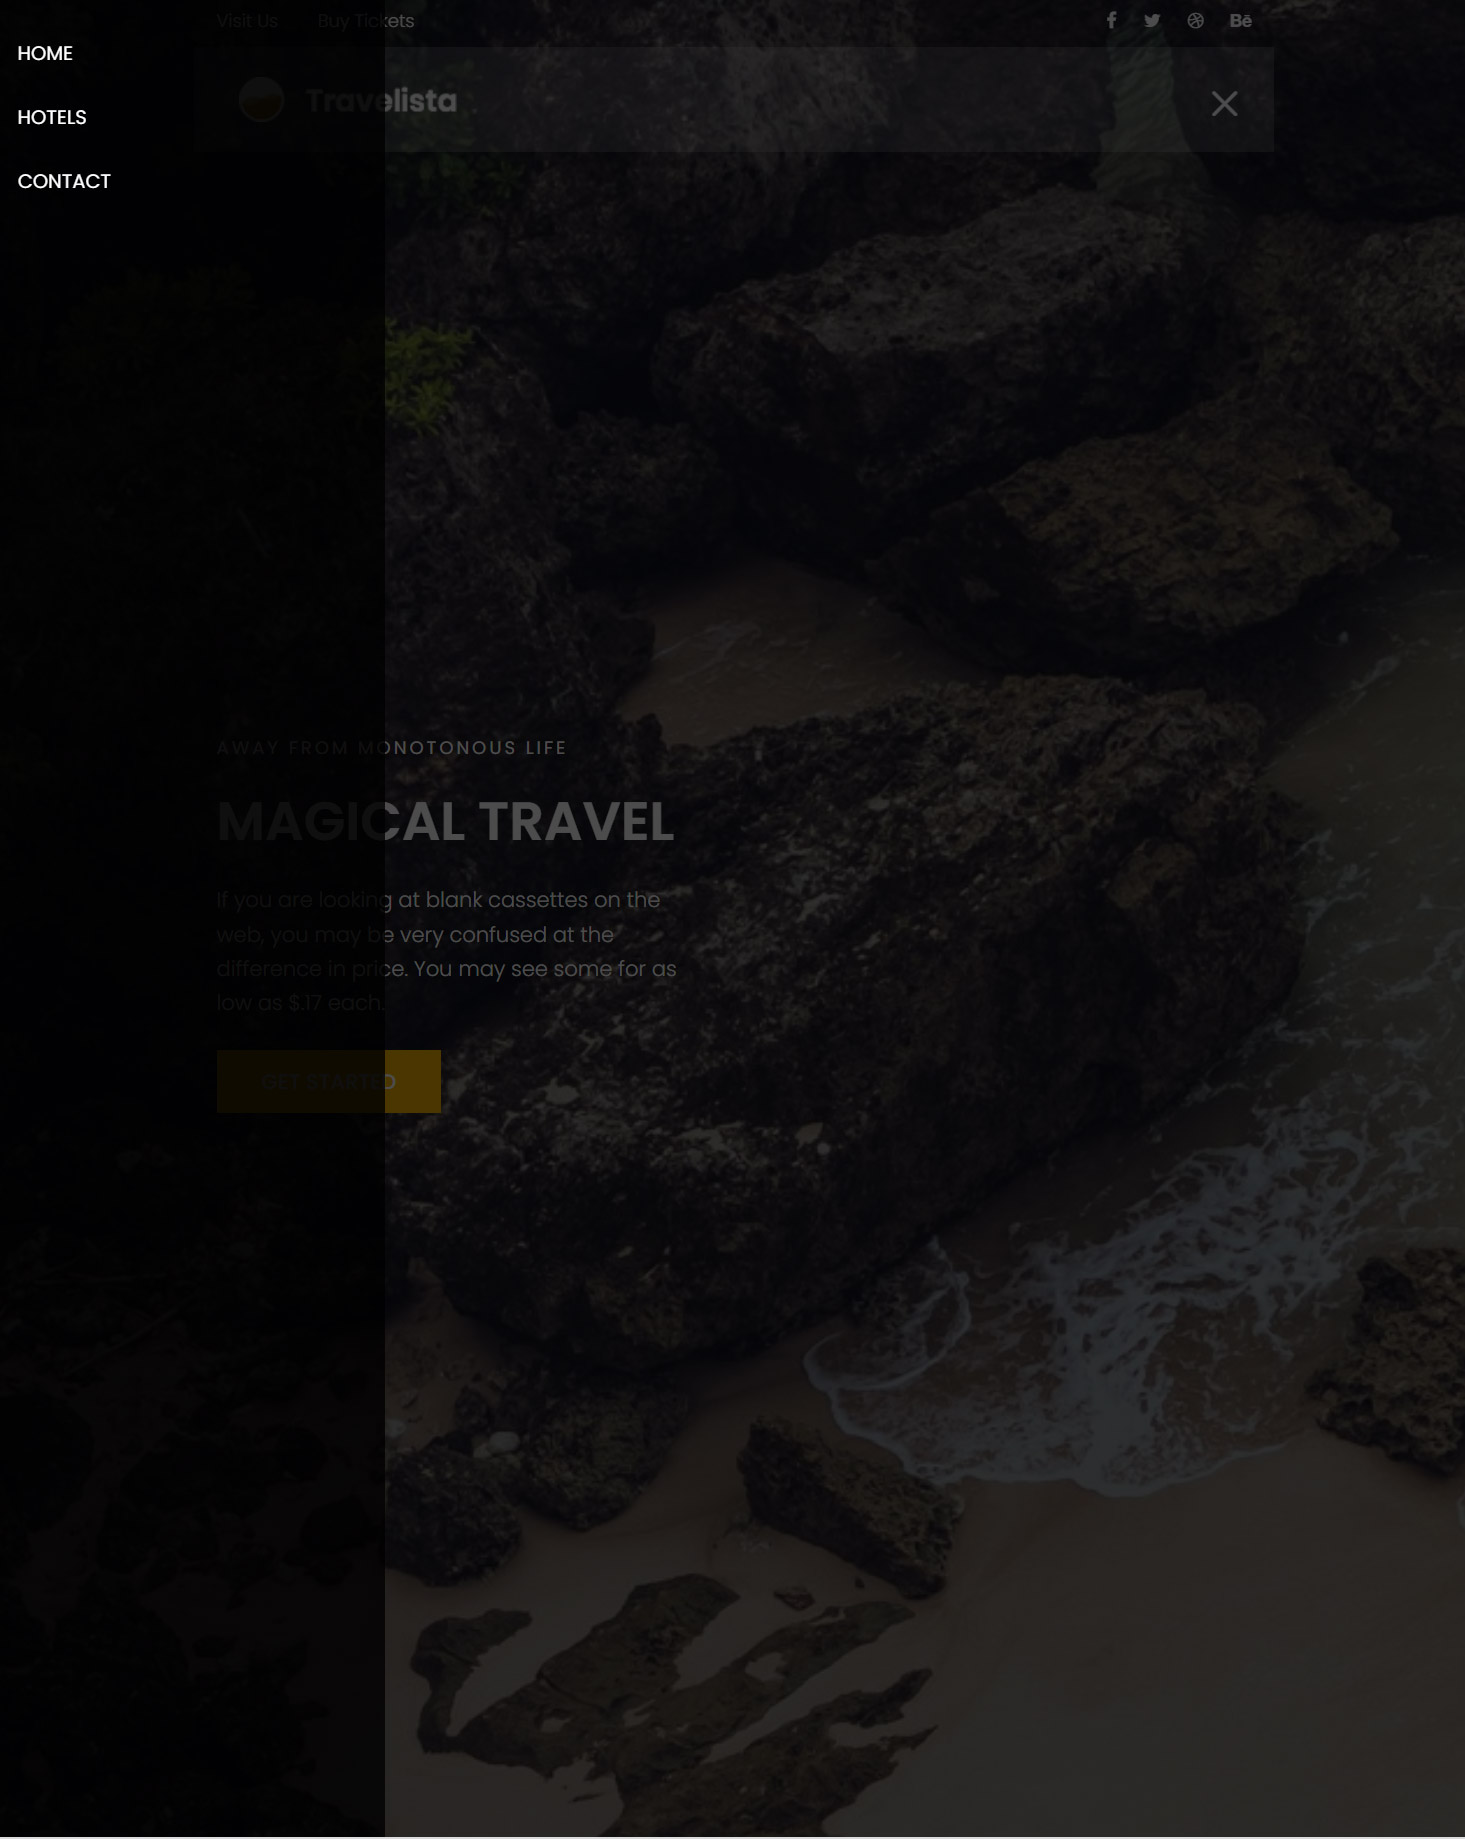 Visit Us Buy Tickets Bē
HOME
Travelista
HOTELS
CONTACT
AWAY FROM MONOTONOUS LIFE
MAGICAL TRAVEL
If you are looking at blank cassettes on the
web, you may be very confused at the
difference in price. You may see some for as
low as $.17 each.
GET STARTED